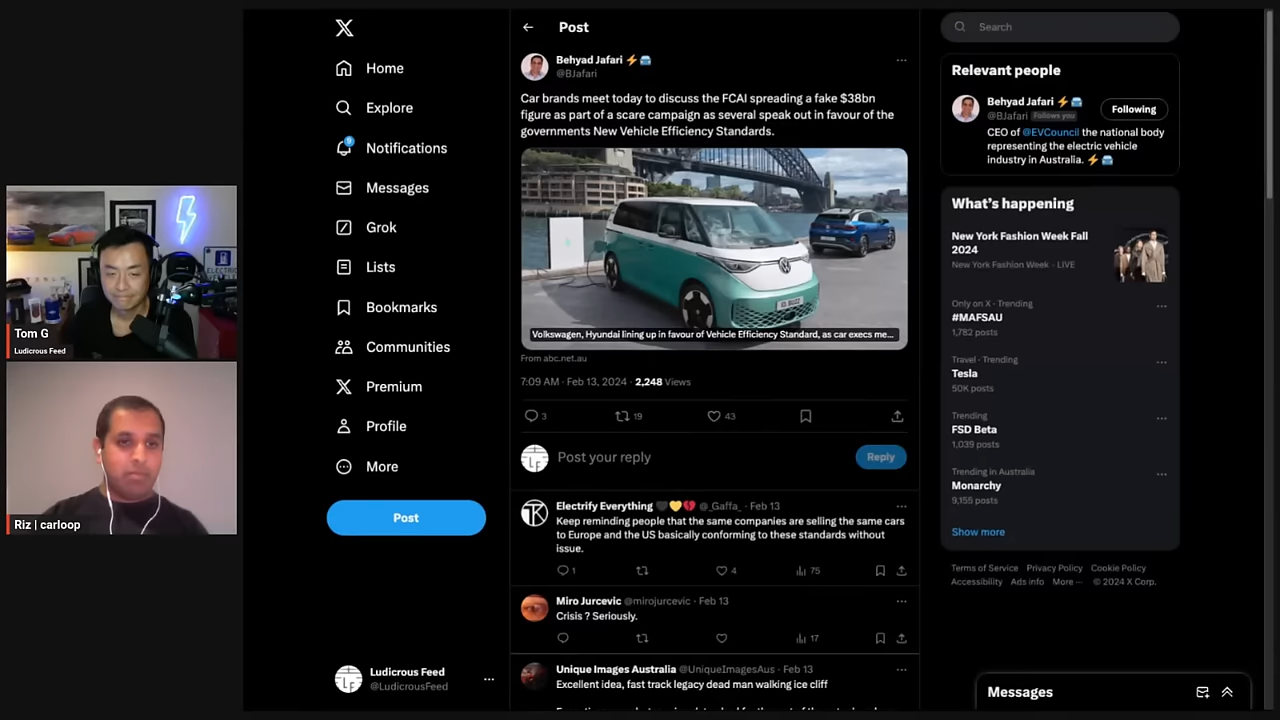 Tom G
Ludicrous Feed
Riz | carloop
Home
Explore
9
Notifications
Messages
Grok
Lists
Bookmarks
Communities
Premium
Profile
More
Post
Ludicrous Feed
@LudicrousFeed
Post
Behyad Jafari
@BJafari
Car brands meet today to discuss the FCAI spreading a fake $38bn
figure as part of a scare campaign as several speak out in favour of the
governments New Vehicle Efficiency Standards.
Volkswagen, Hyundai lining up in favour of Vehicle Efficiency Standard, as car execs me...
From abc.net.au
7:09 AM · Feb 13, 2024 · 2,248 Views
3 19 43
LF Post your reply Reply
Electrify Everything @_Gaffa_ · Feb 13
Keep reminding people that the same companies are selling the same cars
to Europe and the US basically conforming to these standards without
issue.
1 4 75
Miro Jurcevic @mirojurcevic · Feb 13
Crisis ? Seriously.
17
Unique Images Australia @UniqueImagesAus · Feb 13
Excellent idea, fast track legacy dead man walking ice cliff
Search
Relevant people
Behyad Jafari
@BJafari Follows you
Following
CEO of @EVCouncil the national body
representing the electric vehicle
industry in Australia.
What's happening
New York Fashion Week Fall
2024
New York Fashion Week · LIVE
Only on X · Trending
#MAFSAU
1,782 posts
Travel · Trending
Tesla
50K posts
Trending
FSD Beta
1,039 posts
Trending in Australia
Monarchy
9,155 posts
Show more
Terms of Service Privacy Policy Cookie Policy
Accessibility Ads info More ··· © 2024 X Corp.
Messages